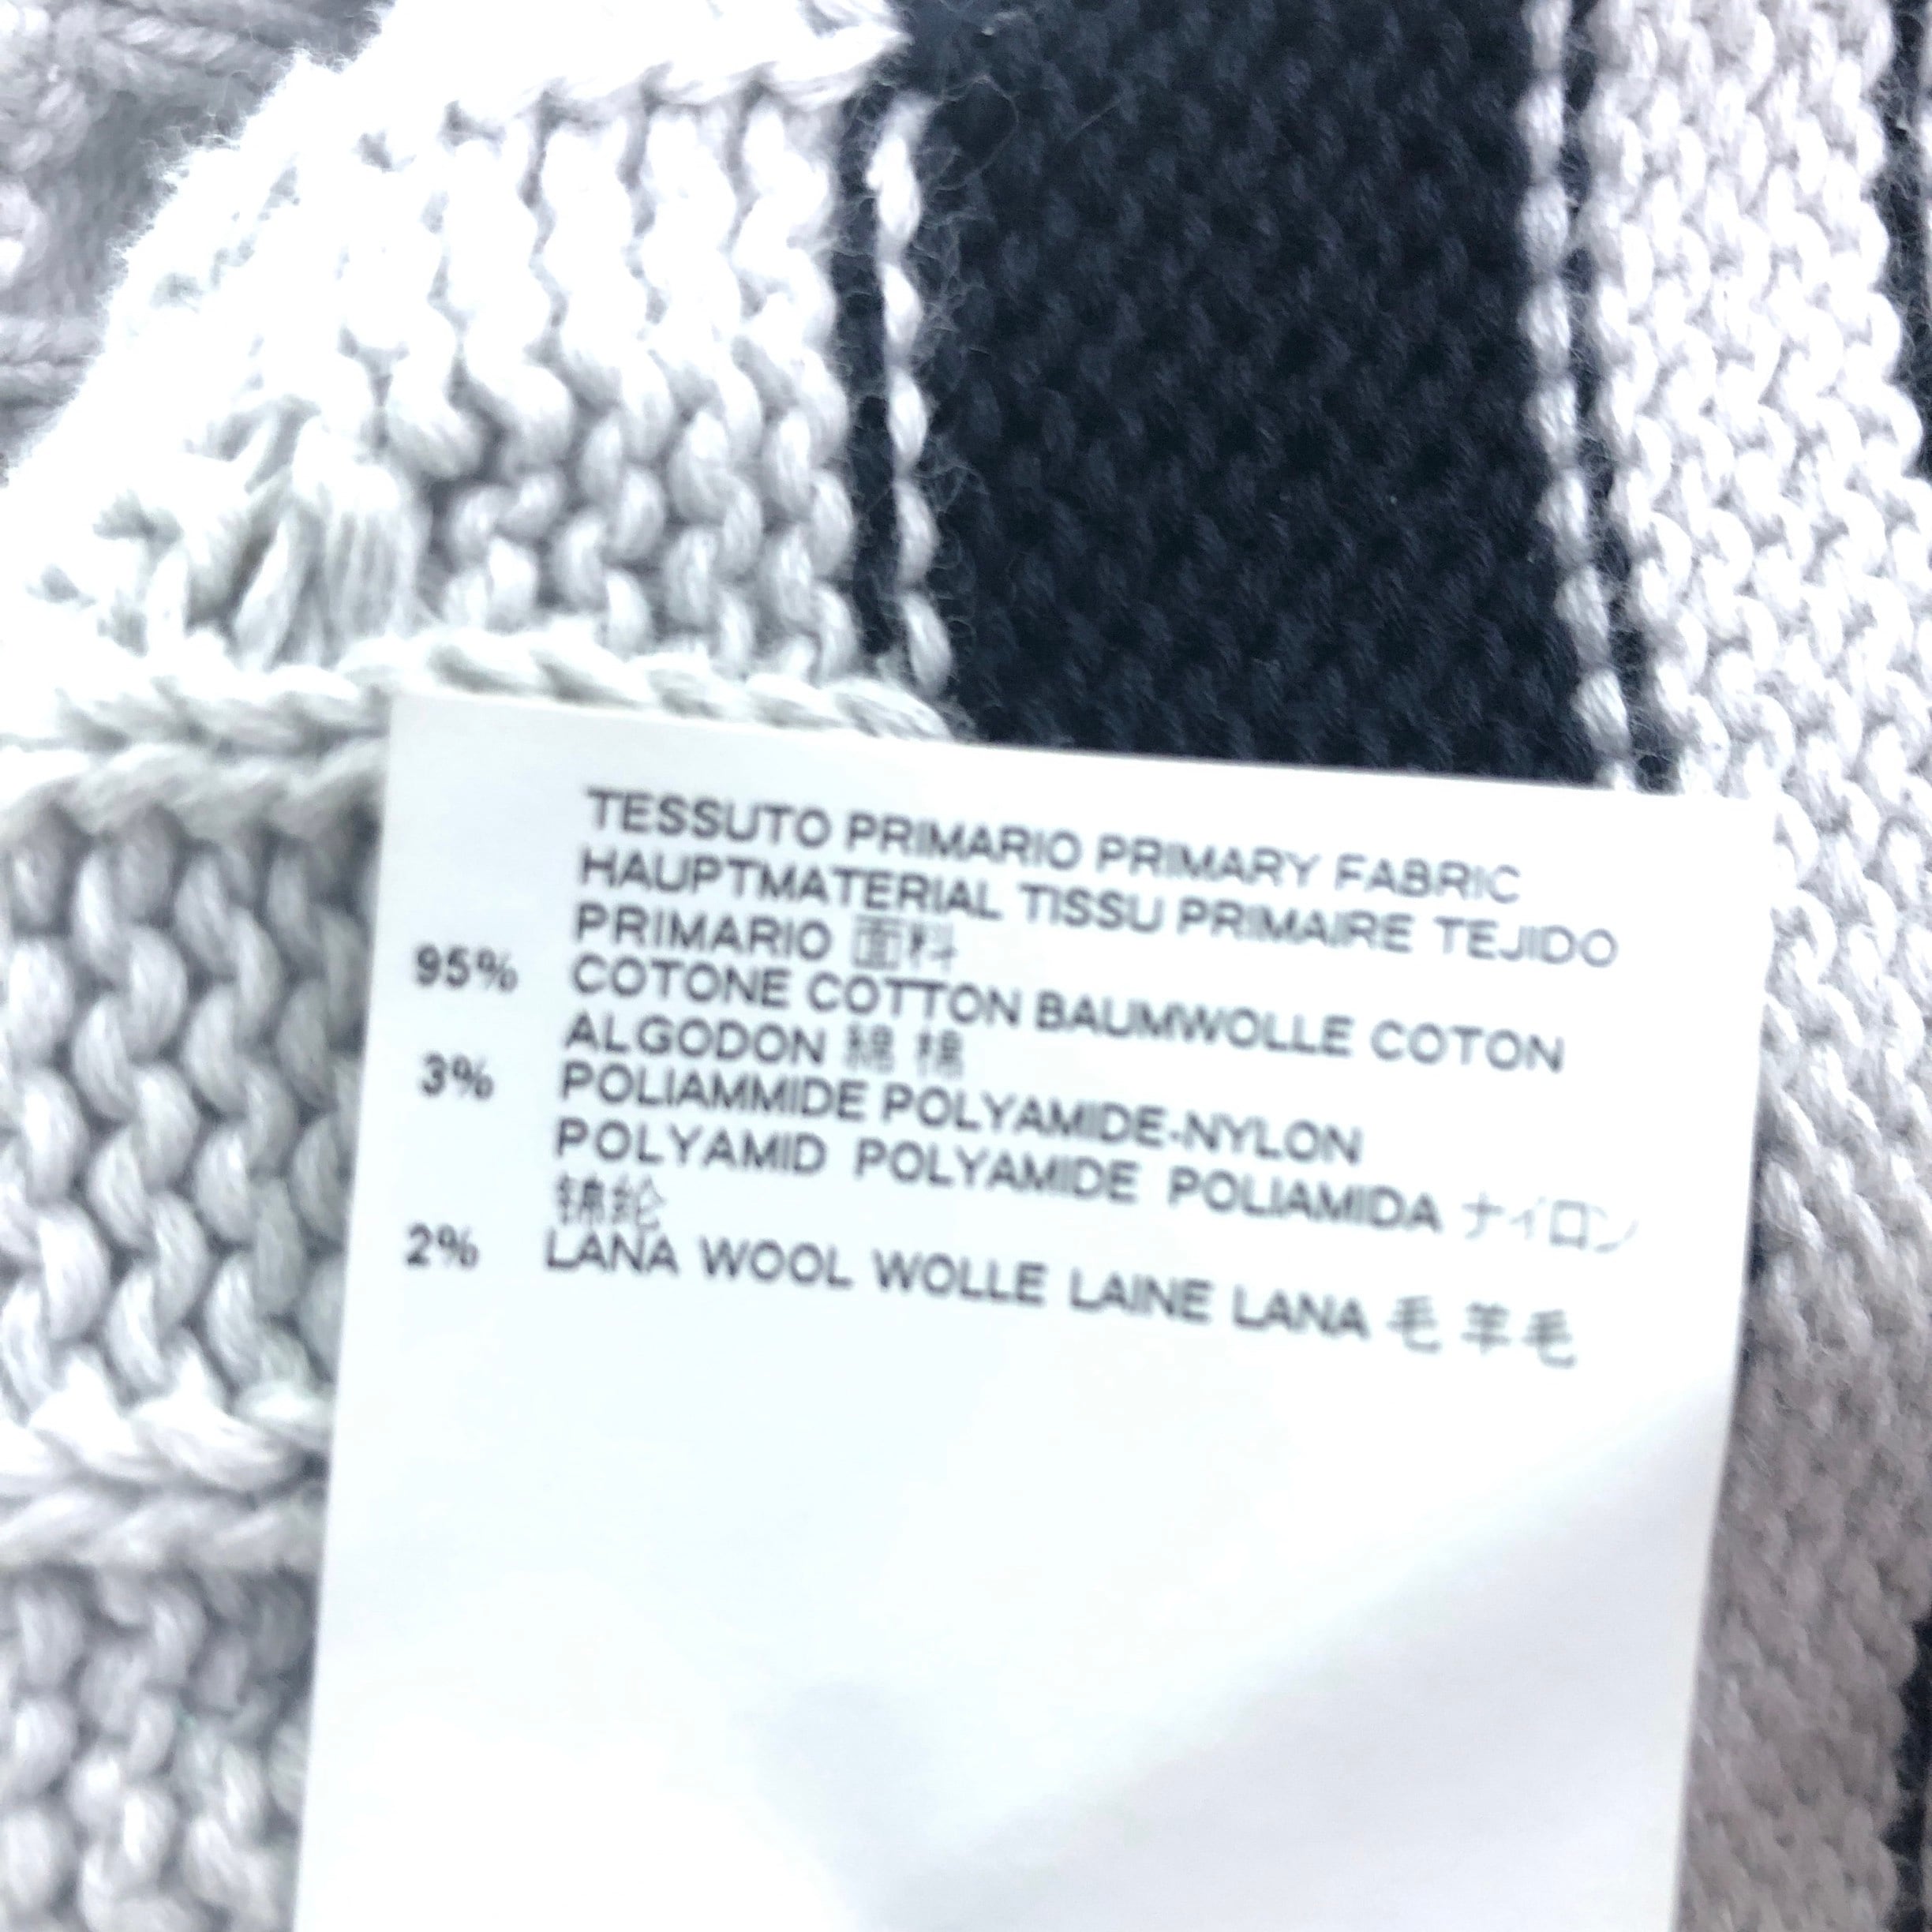 TESSUTO PRIMARIO PRIMARY FABRIC
HAUPTMATERIAL TISSU PRIMAIRE TEJIDO
PRIMARIO 面料
95% COTONE COTTON BAUMWOLLE COTON
ALGODON 綿 棉
3% POLIAMMIDE POLYAMIDE-NYLON
POLYAMID POLYAMIDE POLIAMIDA ナイロン
锦纶
2% LANA WOOL WOLLE LAINE LANA 毛 羊毛